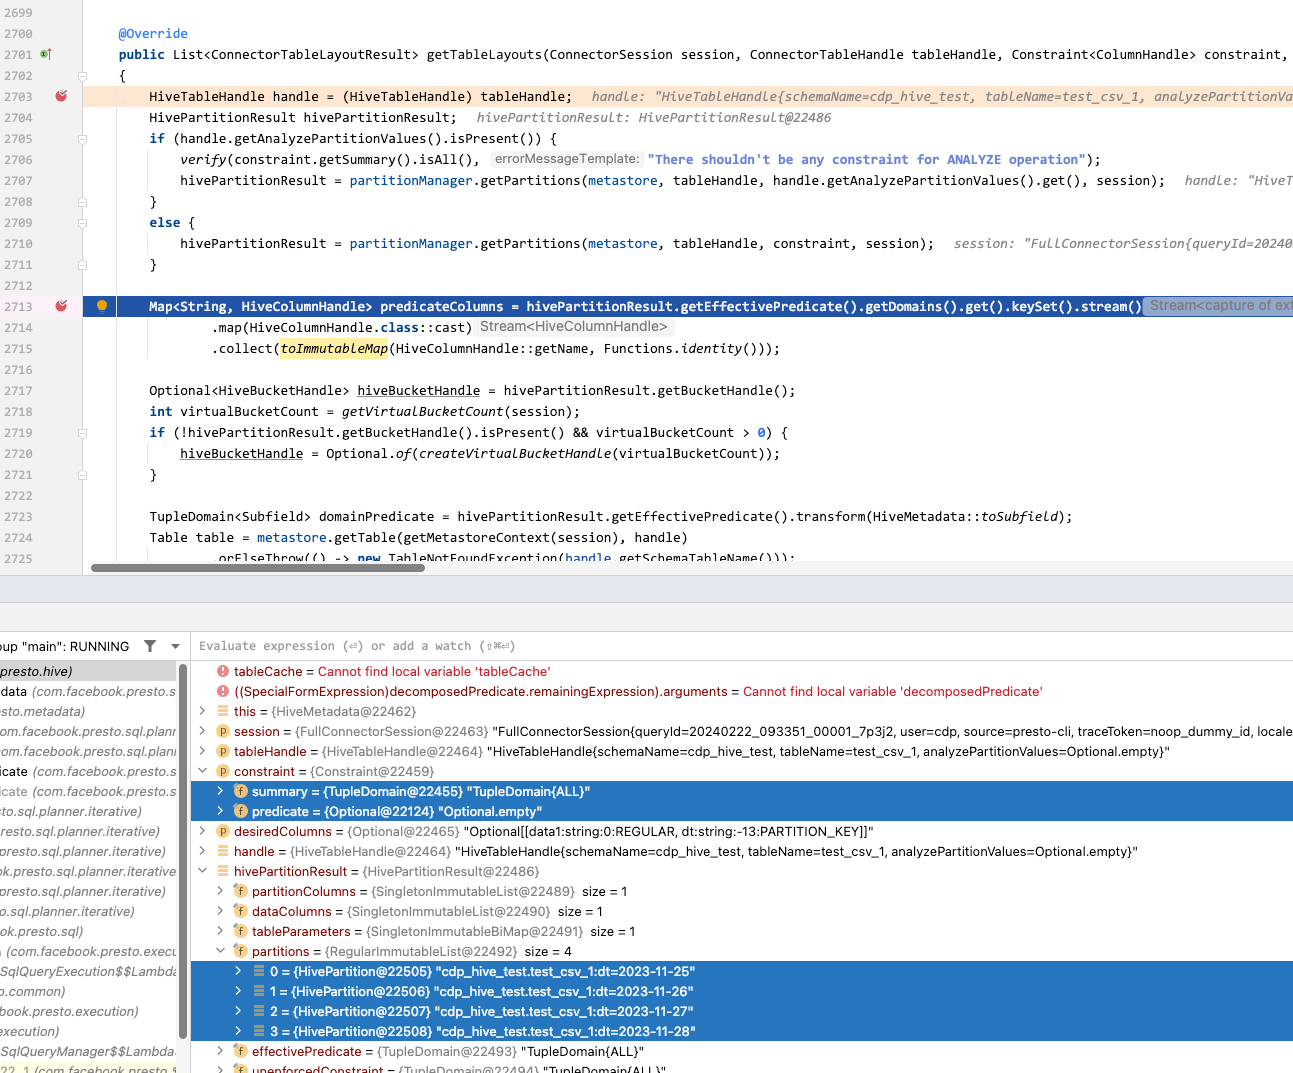 2699
2700 @Override
2701 public List<ConnectorTableLayoutResult> getTableLayouts(ConnectorSession session, ConnectorTableHandle tableHandle, Constraint<ColumnHandle> constraint,
2702 {
2703 HiveTableHandle handle = (HiveTableHandle) tableHandle; handle: "HiveTableHandle{schemaName=cdp_hive_test, tableName=test_csv_1, analyzePartitionVa
2704 HivePartitionResult hivePartitionResult; hivePartitionResult: HivePartitionResult@22486
2705 if (handle.getAnalyzePartitionValues().isPresent()) {
2706 verify(constraint.getSummary().isAll(), errorMessageTemplate: "There shouldn't be any constraint for ANALYZE operation");
2707 hivePartitionResult = partitionManager.getPartitions(metastore, tableHandle, handle.getAnalyzePartitionValues().get(), session); handle: "HiveT
2708 }
2709 else {
2710 hivePartitionResult = partitionManager.getPartitions(metastore, tableHandle, constraint, session); session: "FullConnectorSession{queryId=20240
2711 }
2712
2713 Map<String, HiveColumnHandle> predicateColumns = hivePartitionResult.getEffectivePredicate().getDomains().get().keySet().stream() Stream<capture of ext
2714 .map(HiveColumnHandle.class::cast) Stream<HiveColumnHandle>
2715 .collect(toImmutableMap(HiveColumnHandle::getName, Functions.identity()));
2716
2717 Optional<HiveBucketHandle> hiveBucketHandle = hivePartitionResult.getBucketHandle();
2718 int virtualBucketCount = getVirtualBucketCount(session);
2719 if (!hivePartitionResult.getBucketHandle().isPresent() && virtualBucketCount > 0) {
2720 hiveBucketHandle = Optional.of(createVirtualBucketHandle(virtualBucketCount));
2721 }
2722
2723 TupleDomain<Subfield> domainPredicate = hivePartitionResult.getEffectivePredicate().transform(HiveMetadata::toSubfield);
2724 Table table = metastore.getTable(getMetastoreContext(session), handle)
2725 .orElseThrow(() -> new TableNotFoundException(handle.getSchemaTableName()));
oup "main": RUNNING
presto.hive)
data (com.facebook.presto.s
sto.metadata)
om.facebook.presto.sql.plann
com.facebook.presto.sql.plann
icate (com.facebook.presto.s
icate (com.facebook.presto.s
sto.sql.planner.iterative)
resto.sql.planner.iterative)
presto.sql.planner.iterative)
ok.presto.sql.planner.iterative
presto.sql.planner.iterative)
o.sql.planner.iterative)
ok.presto.sql)
(com.facebook.presto.execu
SqlQueryExecution$$Lambda
o.common)
book.presto.execution)
execution)
SqlQueryManager$$Lambda
22_1 (com.facebook.presto.$
Evaluate expression (⏎) or add a watch (⇧⌘⏎)
tableCache = Cannot find local variable 'tableCache'
((SpecialFormExpression)decomposedPredicate.remainingExpression).arguments = Cannot find local variable 'decomposedPredicate'
this = {HiveMetadata@22462}
session = {FullConnectorSession@22463} "FullConnectorSession{queryId=20240222_093351_00001_7p3j2, user=cdp, source=presto-cli, traceToken=noop_dummy_id, locale
tableHandle = {HiveTableHandle@22464} "HiveTableHandle{schemaName=cdp_hive_test, tableName=test_csv_1, analyzePartitionValues=Optional.empty}"
constraint = {Constraint@22459}
summary = {TupleDomain@22455} "TupleDomain{ALL}"
predicate = {Optional@22124} "Optional.empty"
desiredColumns = {Optional@22465} "Optional[[data1:string:0:REGULAR, dt:string:-13:PARTITION_KEY]]"
handle = {HiveTableHandle@22464} "HiveTableHandle{schemaName=cdp_hive_test, tableName=test_csv_1, analyzePartitionValues=Optional.empty}"
hivePartitionResult = {HivePartitionResult@22486}
partitionColumns = {SingletonImmutableList@22489} size = 1
dataColumns = {SingletonImmutableList@22490} size = 1
tableParameters = {SingletonImmutableBiMap@22491} size = 1
partitions = {RegularImmutableList@22492} size = 4
0 = {HivePartition@22505} "cdp_hive_test.test_csv_1:dt=2023-11-25"
1 = {HivePartition@22506} "cdp_hive_test.test_csv_1:dt=2023-11-26"
2 = {HivePartition@22507} "cdp_hive_test.test_csv_1:dt=2023-11-27"
3 = {HivePartition@22508} "cdp_hive_test.test_csv_1:dt=2023-11-28"
effectivePredicate = {TupleDomain@22493} "TupleDomain{ALL}"
unenforcedConstraint = {TupleDomain@22494} "TupleDomain{ALL}"